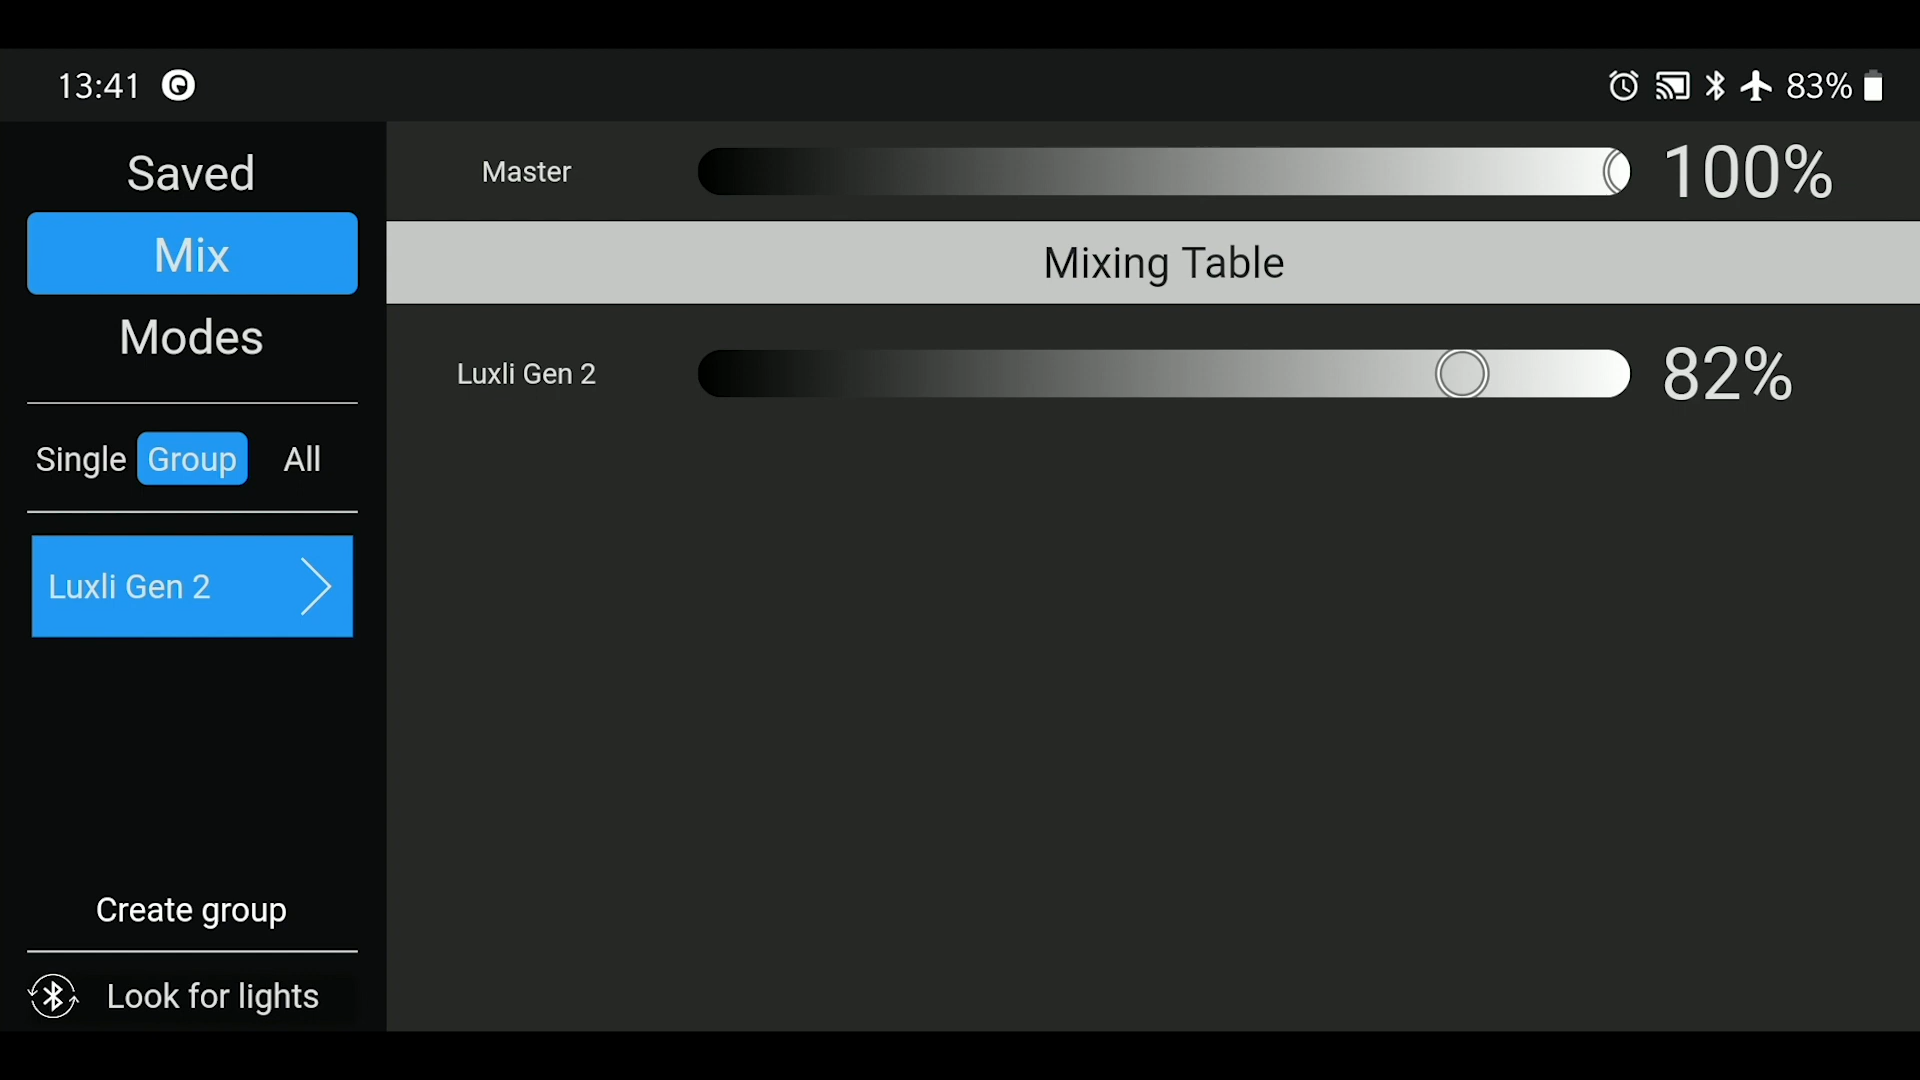 13:41
83%
Saved
Mix
Modes
Single Group All
Luxli Gen 2
Create group
Look for lights
Master 100%
Mixing Table
Luxli Gen 2 82%